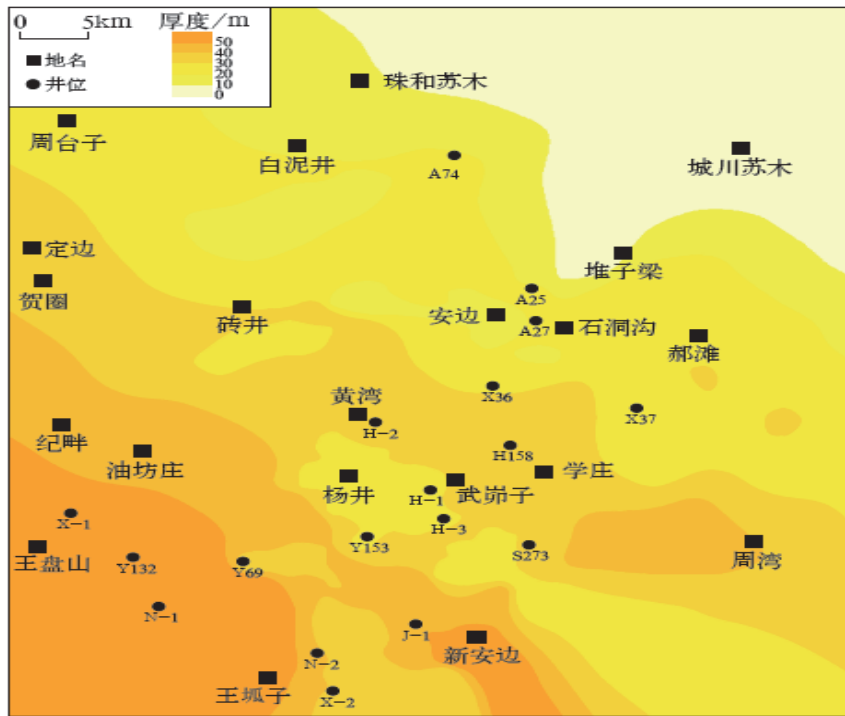 0 5km 厚度/m
50
40
30
20
10
0
■地名
●井位
珠和苏木
周台子
白泥井
A74
城川苏木
定边
贺圈
砖井
堆子梁
A25
安边
A27
石洞沟
郝滩
X36
黄湾
H-2
X37
纪畔
油坊庄
H158
杨井
武峁子
学庄
H-1
H-3
X-1
王盘山
Y132
Y69
Y153
S273
周湾
N-1
J-1
新安边
N-2
王坬子
X-2